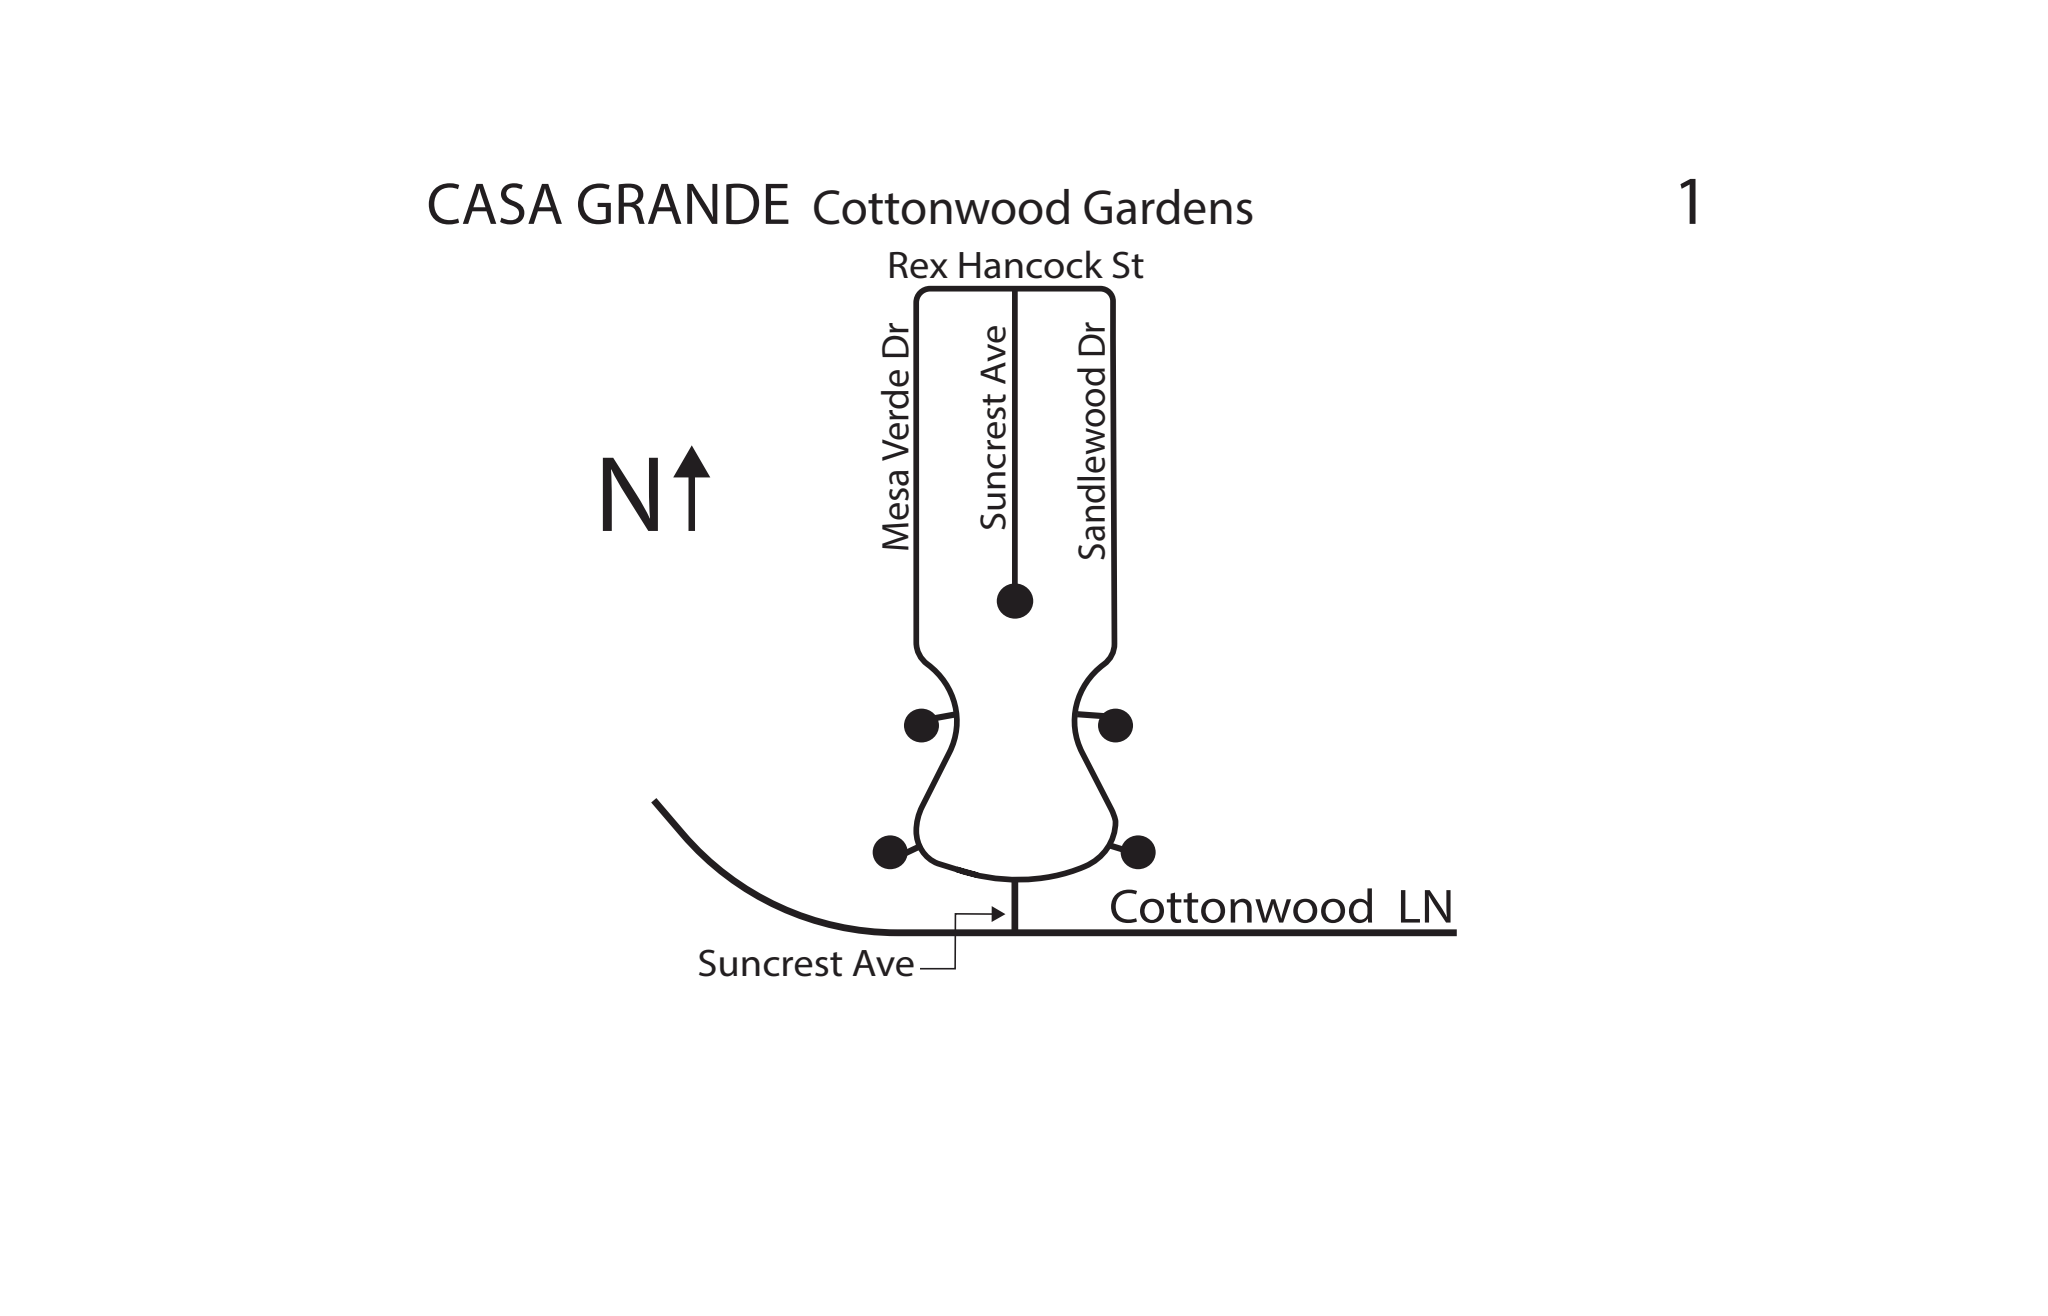 CASA GRANDE Cottonwood Gardens 1
Rex Hancock St
Mesa Verde Dr
Suncrest Ave
Sandlewood Dr
N
Cottonwood LN
Suncrest Ave